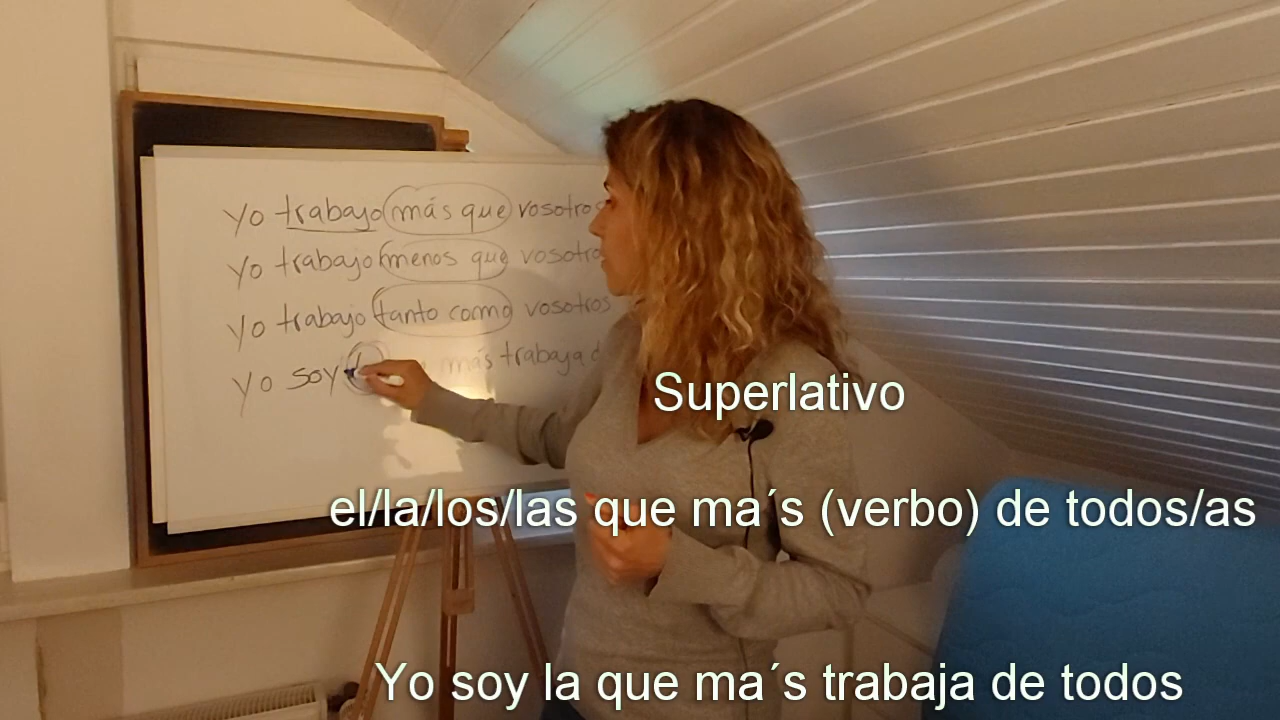 yo trabajo más que vosotros
yo trabajo menos que vosotros
yo trabajo tanto como vosotros
yo soy más trabaja d
Superlativo
el/la/los/las que ma´s (verbo) de todos/as
Yo soy la que ma´s trabaja de todos